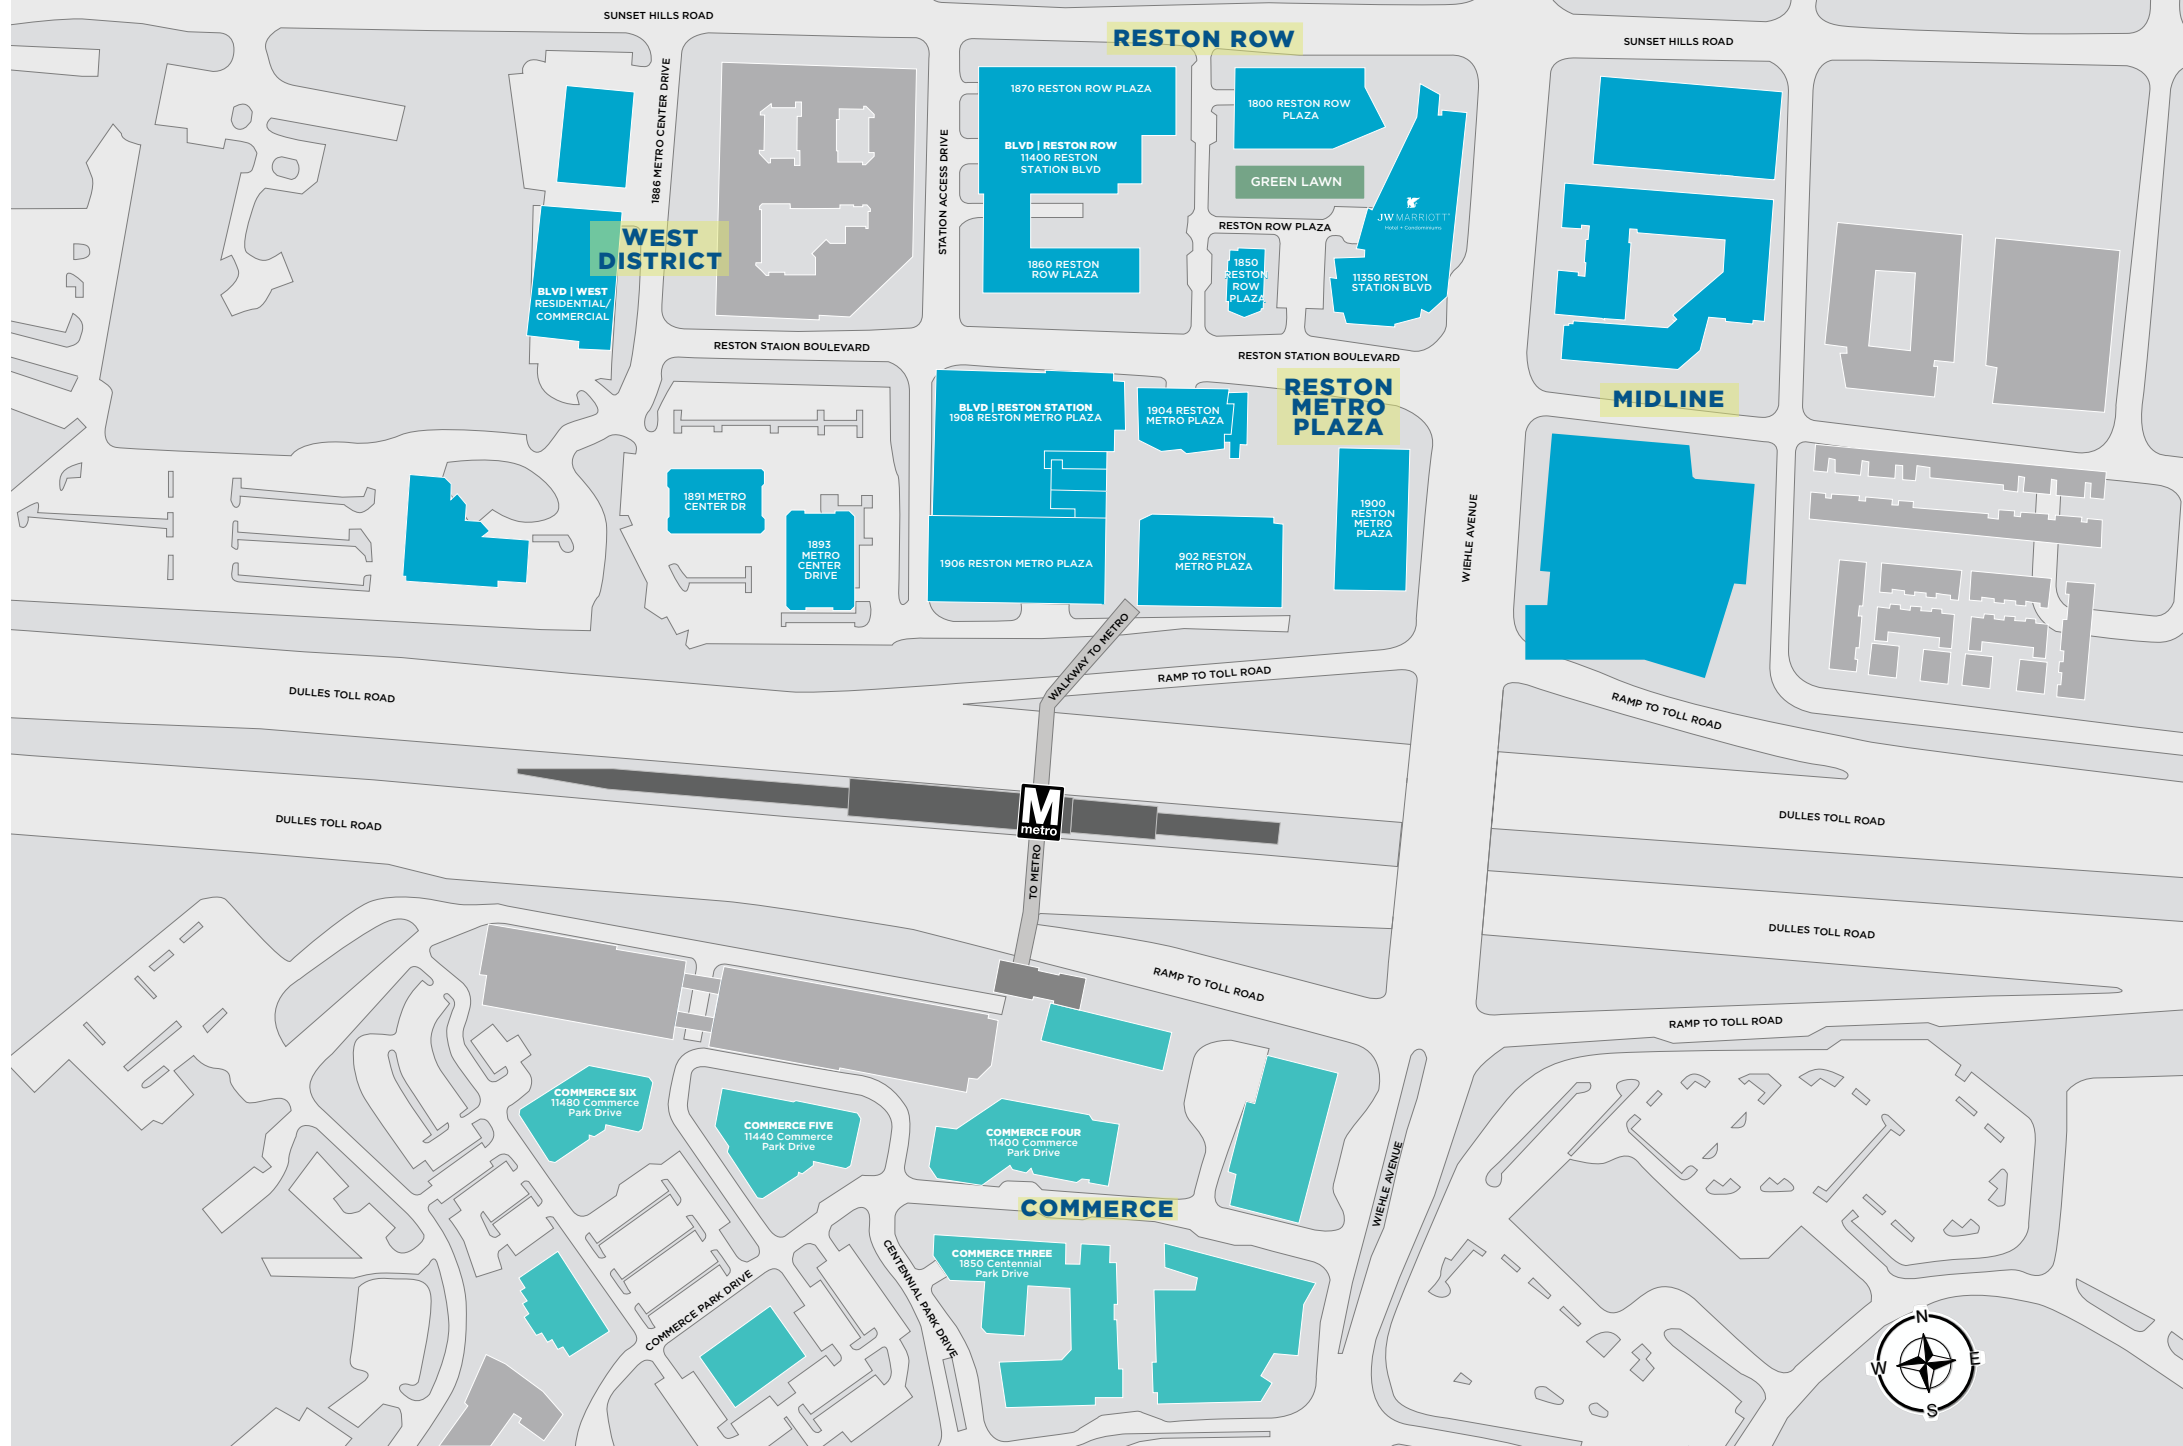 SUNSET HILLS ROAD
RESTON ROW
SUNSET HILLS ROAD
1886 METRO CENTER DRIVE
STATION ACCESS DRIVE
1870 RESTON ROW PLAZA
BLVD | RESTON ROW
11400 RESTON
STATION BLVD
1860 RESTON
ROW PLAZA
1800 RESTON ROW
PLAZA
GREEN LAWN
JW MARRIOTT
Hotel + Condominiums
RESTON ROW PLAZA
1850
RESTON
ROW
PLAZA
11350 RESTON
STATION BLVD
WEST
DISTRICT
BLVD | WEST
RESIDENTIAL/
COMMERCIAL
RESTON STAION BOULEVARD
RESTON STATION BOULEVARD
RESTON
METRO
PLAZA
MIDLINE
BLVD | RESTON STATION
1908 RESTON METRO PLAZA
1904 RESTON
METRO PLAZA
1891 METRO
CENTER DR
1893
METRO
CENTER
DRIVE
1906 RESTON METRO PLAZA
902 RESTON
METRO PLAZA
1900
RESTON
METRO
PLAZA
WIEHLE AVENUE
WALKWAY TO METRO
RAMP TO TOLL ROAD
RAMP TO TOLL ROAD
DULLES TOLL ROAD
DULLES TOLL ROAD
M
metro
TO METRO
DULLES TOLL ROAD
DULLES TOLL ROAD
RAMP TO TOLL ROAD
RAMP TO TOLL ROAD
COMMERCE SIX
11480 Commerce
Park Drive
COMMERCE FIVE
11440 Commerce
Park Drive
COMMERCE FOUR
11400 Commerce
Park Drive
COMMERCE
WIEHLE AVENUE
COMMERCE THREE
1850 Centennial
Park Drive
CENTENNIAL PARK DRIVE
COMMERCE PARK DRIVE
N
W
E
S